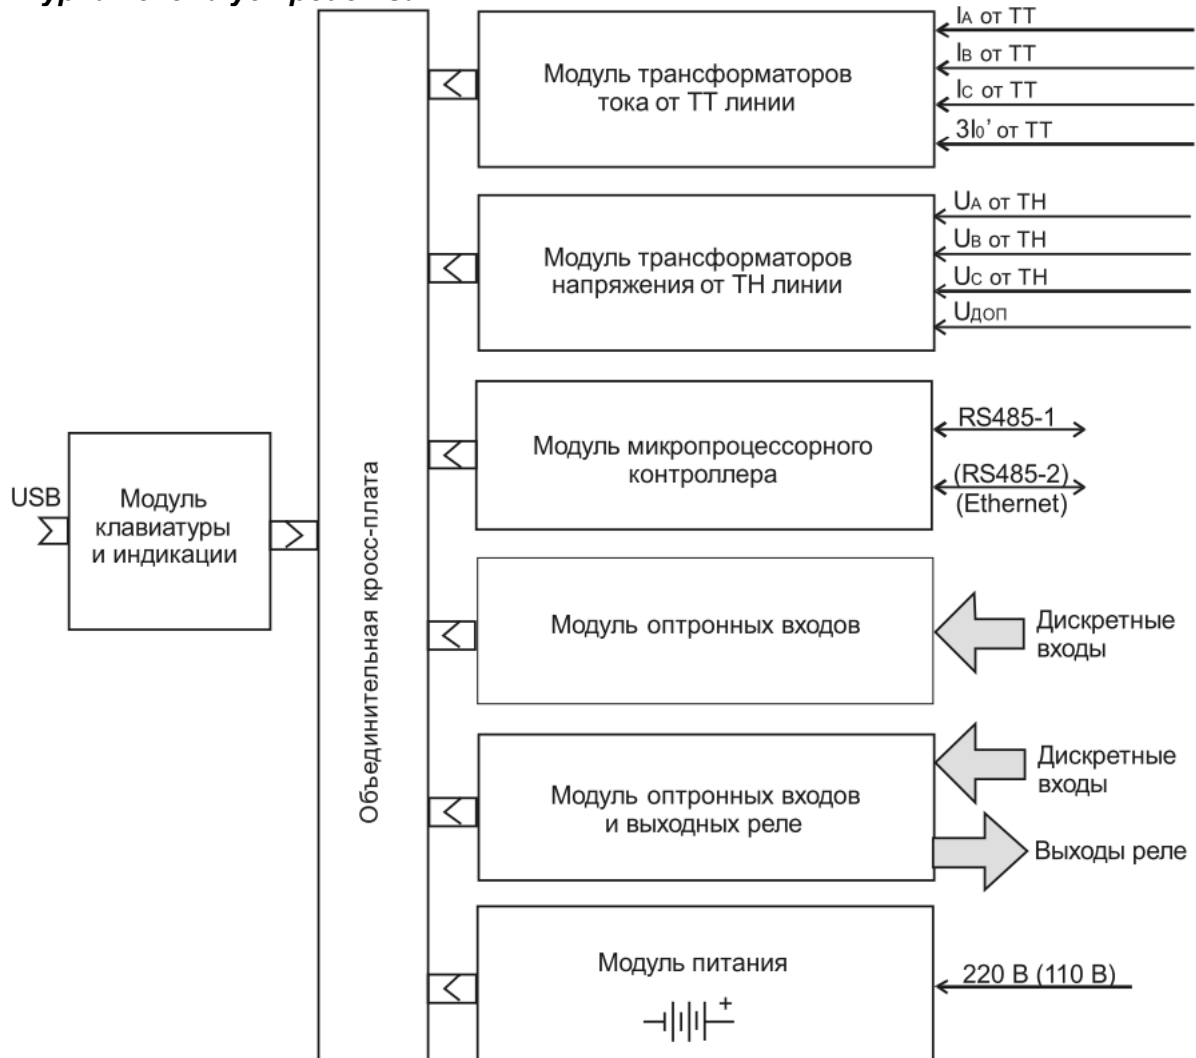 IA от ТТ
IB от ТТ
IC от ТТ
3I0’ от ТТ
Модуль трансформаторов
тока от ТТ линии
UA от ТН
UB от ТН
UC от ТН
UДОП
Модуль трансформаторов
напряжения от ТН линии
RS485-1
(RS485-2)
(Ethernet)
Модуль микропроцессорного
контроллера
USB
Модуль
клавиатуры
и индикации
Объединительная кросс-плата
Модуль оптронных входов
Дискретные
входы
Модуль оптронных входов
и выходных реле
Дискретные
входы
Выходы реле
Модуль питания
+
220 В (110 В)